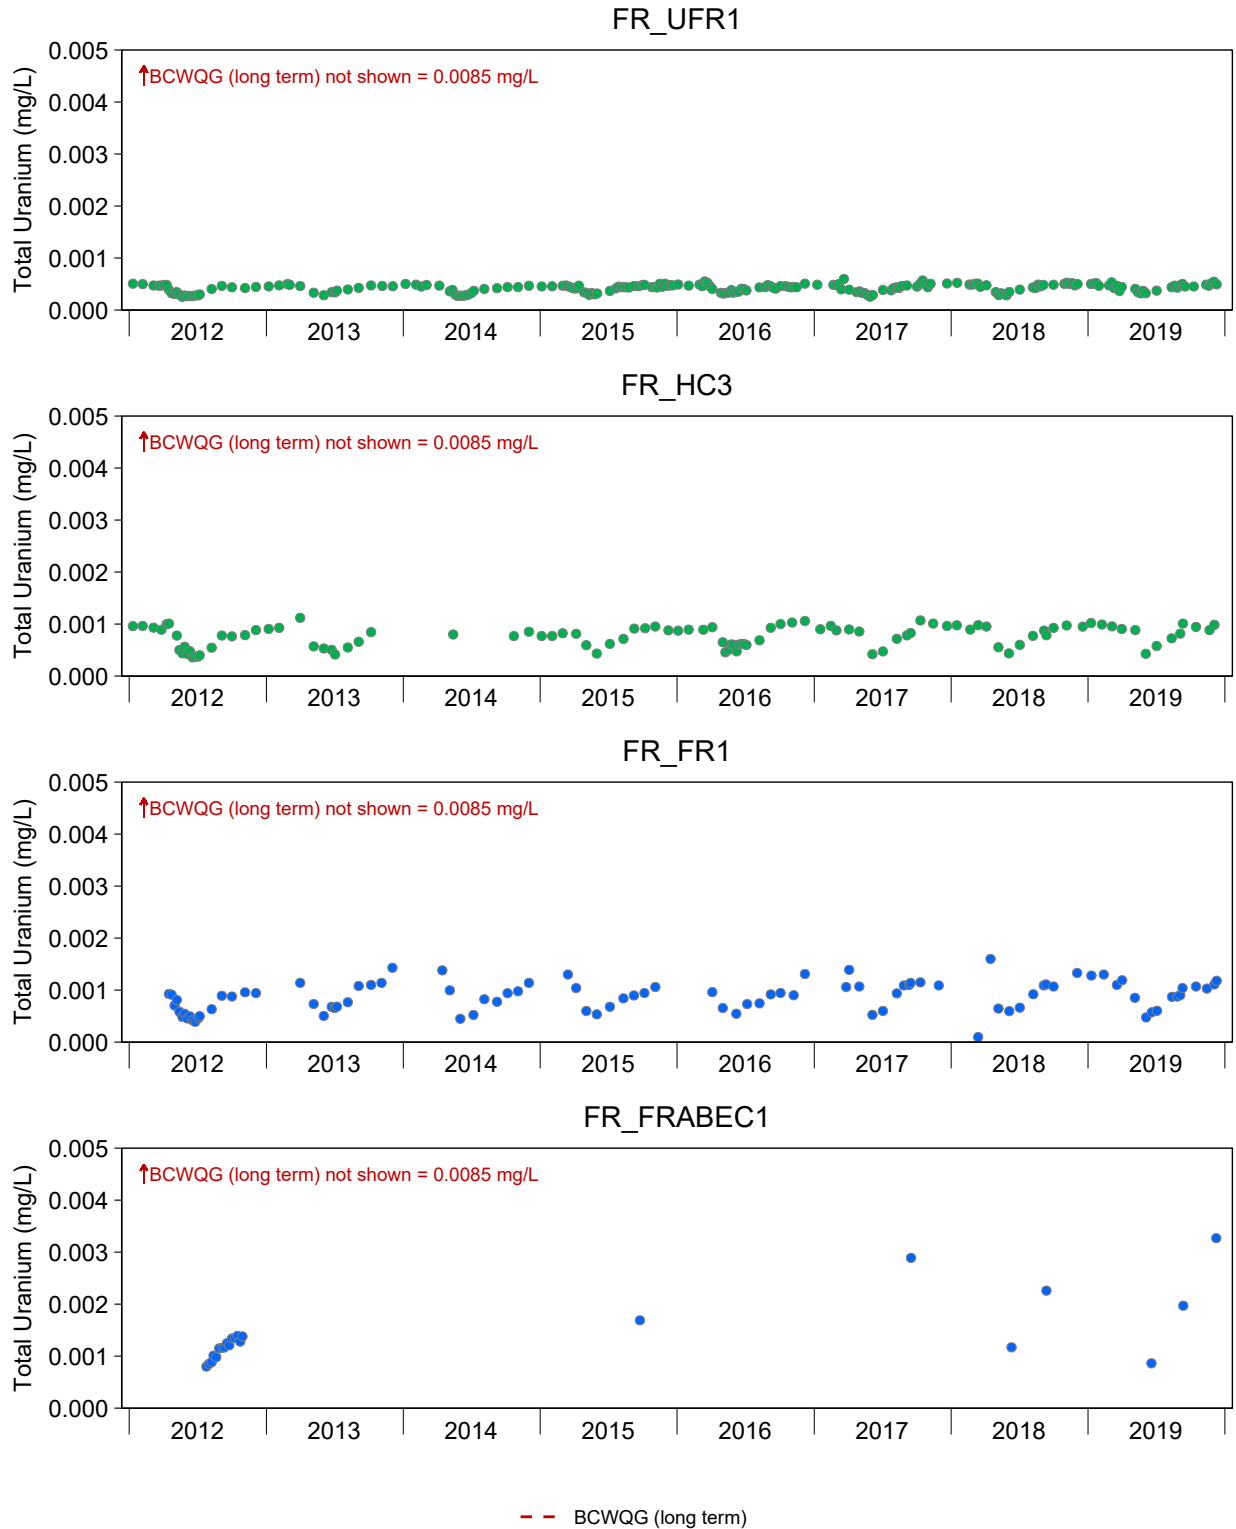 FR_UFR1
Total Uranium (mg/L)
0.005
0.004
0.003
0.002
0.001
0.000
BCWQG (long term) not shown = 0.0085 mg/L
2012 2013 2014 2015 2016 2017 2018 2019
FR_HC3
Total Uranium (mg/L)
0.005
0.004
0.003
0.002
0.001
0.000
BCWQG (long term) not shown = 0.0085 mg/L
2012 2013 2014 2015 2016 2017 2018 2019
FR_FR1
Total Uranium (mg/L)
0.005
0.004
0.003
0.002
0.001
0.000
BCWQG (long term) not shown = 0.0085 mg/L
2012 2013 2014 2015 2016 2017 2018 2019
FR_FRABEC1
Total Uranium (mg/L)
0.005
0.004
0.003
0.002
0.001
0.000
BCWQG (long term) not shown = 0.0085 mg/L
2012 2013 2014 2015 2016 2017 2018 2019
BCWQG (long term)